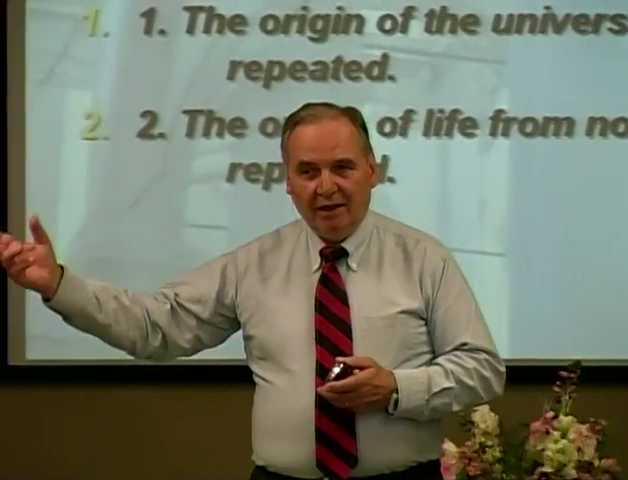 1. 1. The origin of the univers
repeated.
2. 2. The o of life from no
rep d.